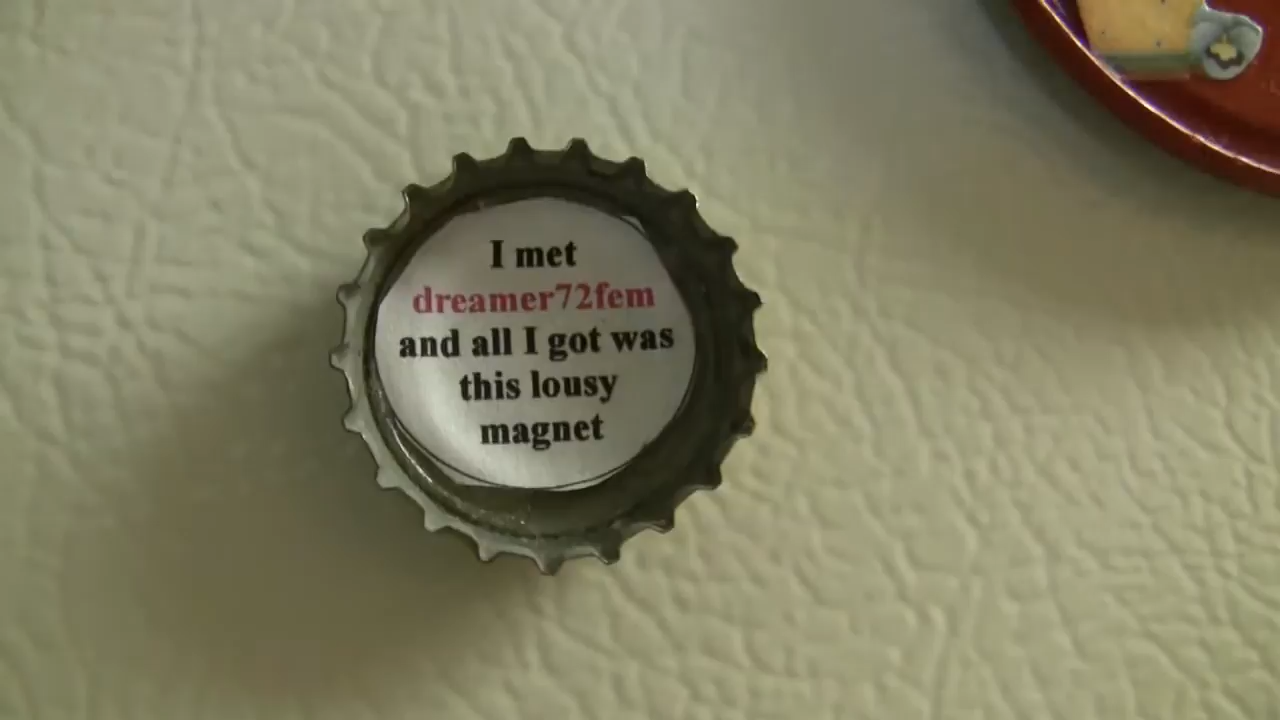 I met
dreamer72fem
and all I got was
this lousy
magnet